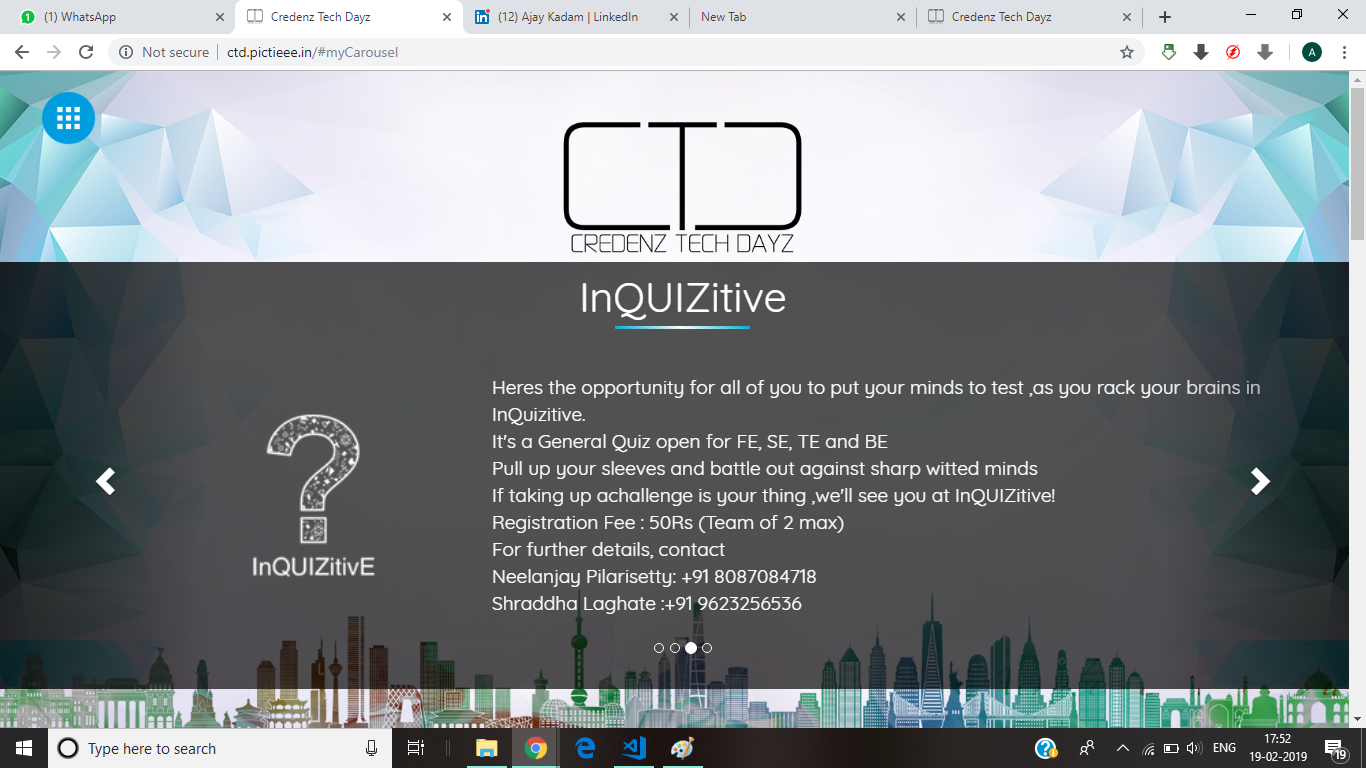 (1) WhatsApp
Credenz Tech Dayz
(12) Ajay Kadam | LinkedIn
New Tab
Credenz Tech Dayz
Not secure
ctd.pictieee.in/#myCarousel
A
CTD
CREDENZ TECH DAYZ
InQUIZitive
Heres the opportunity for all of you to put your minds to test ,as you rack your brains in
InQuizitive.
It's a General Quiz open for FE, SE, TE and BE
Pull up your sleeves and battle out against sharp witted minds
If taking up achallenge is your thing ,we'll see you at InQUIZitive!
Registration Fee : 50Rs (Team of 2 max)
For further details, contact
Neelanjay Pilarisetty: +91 8087084718
Shraddha Laghate :+91 9623256536
?
InQUIZitivE
Type here to search
ENG
17:52
19-02-2019
19